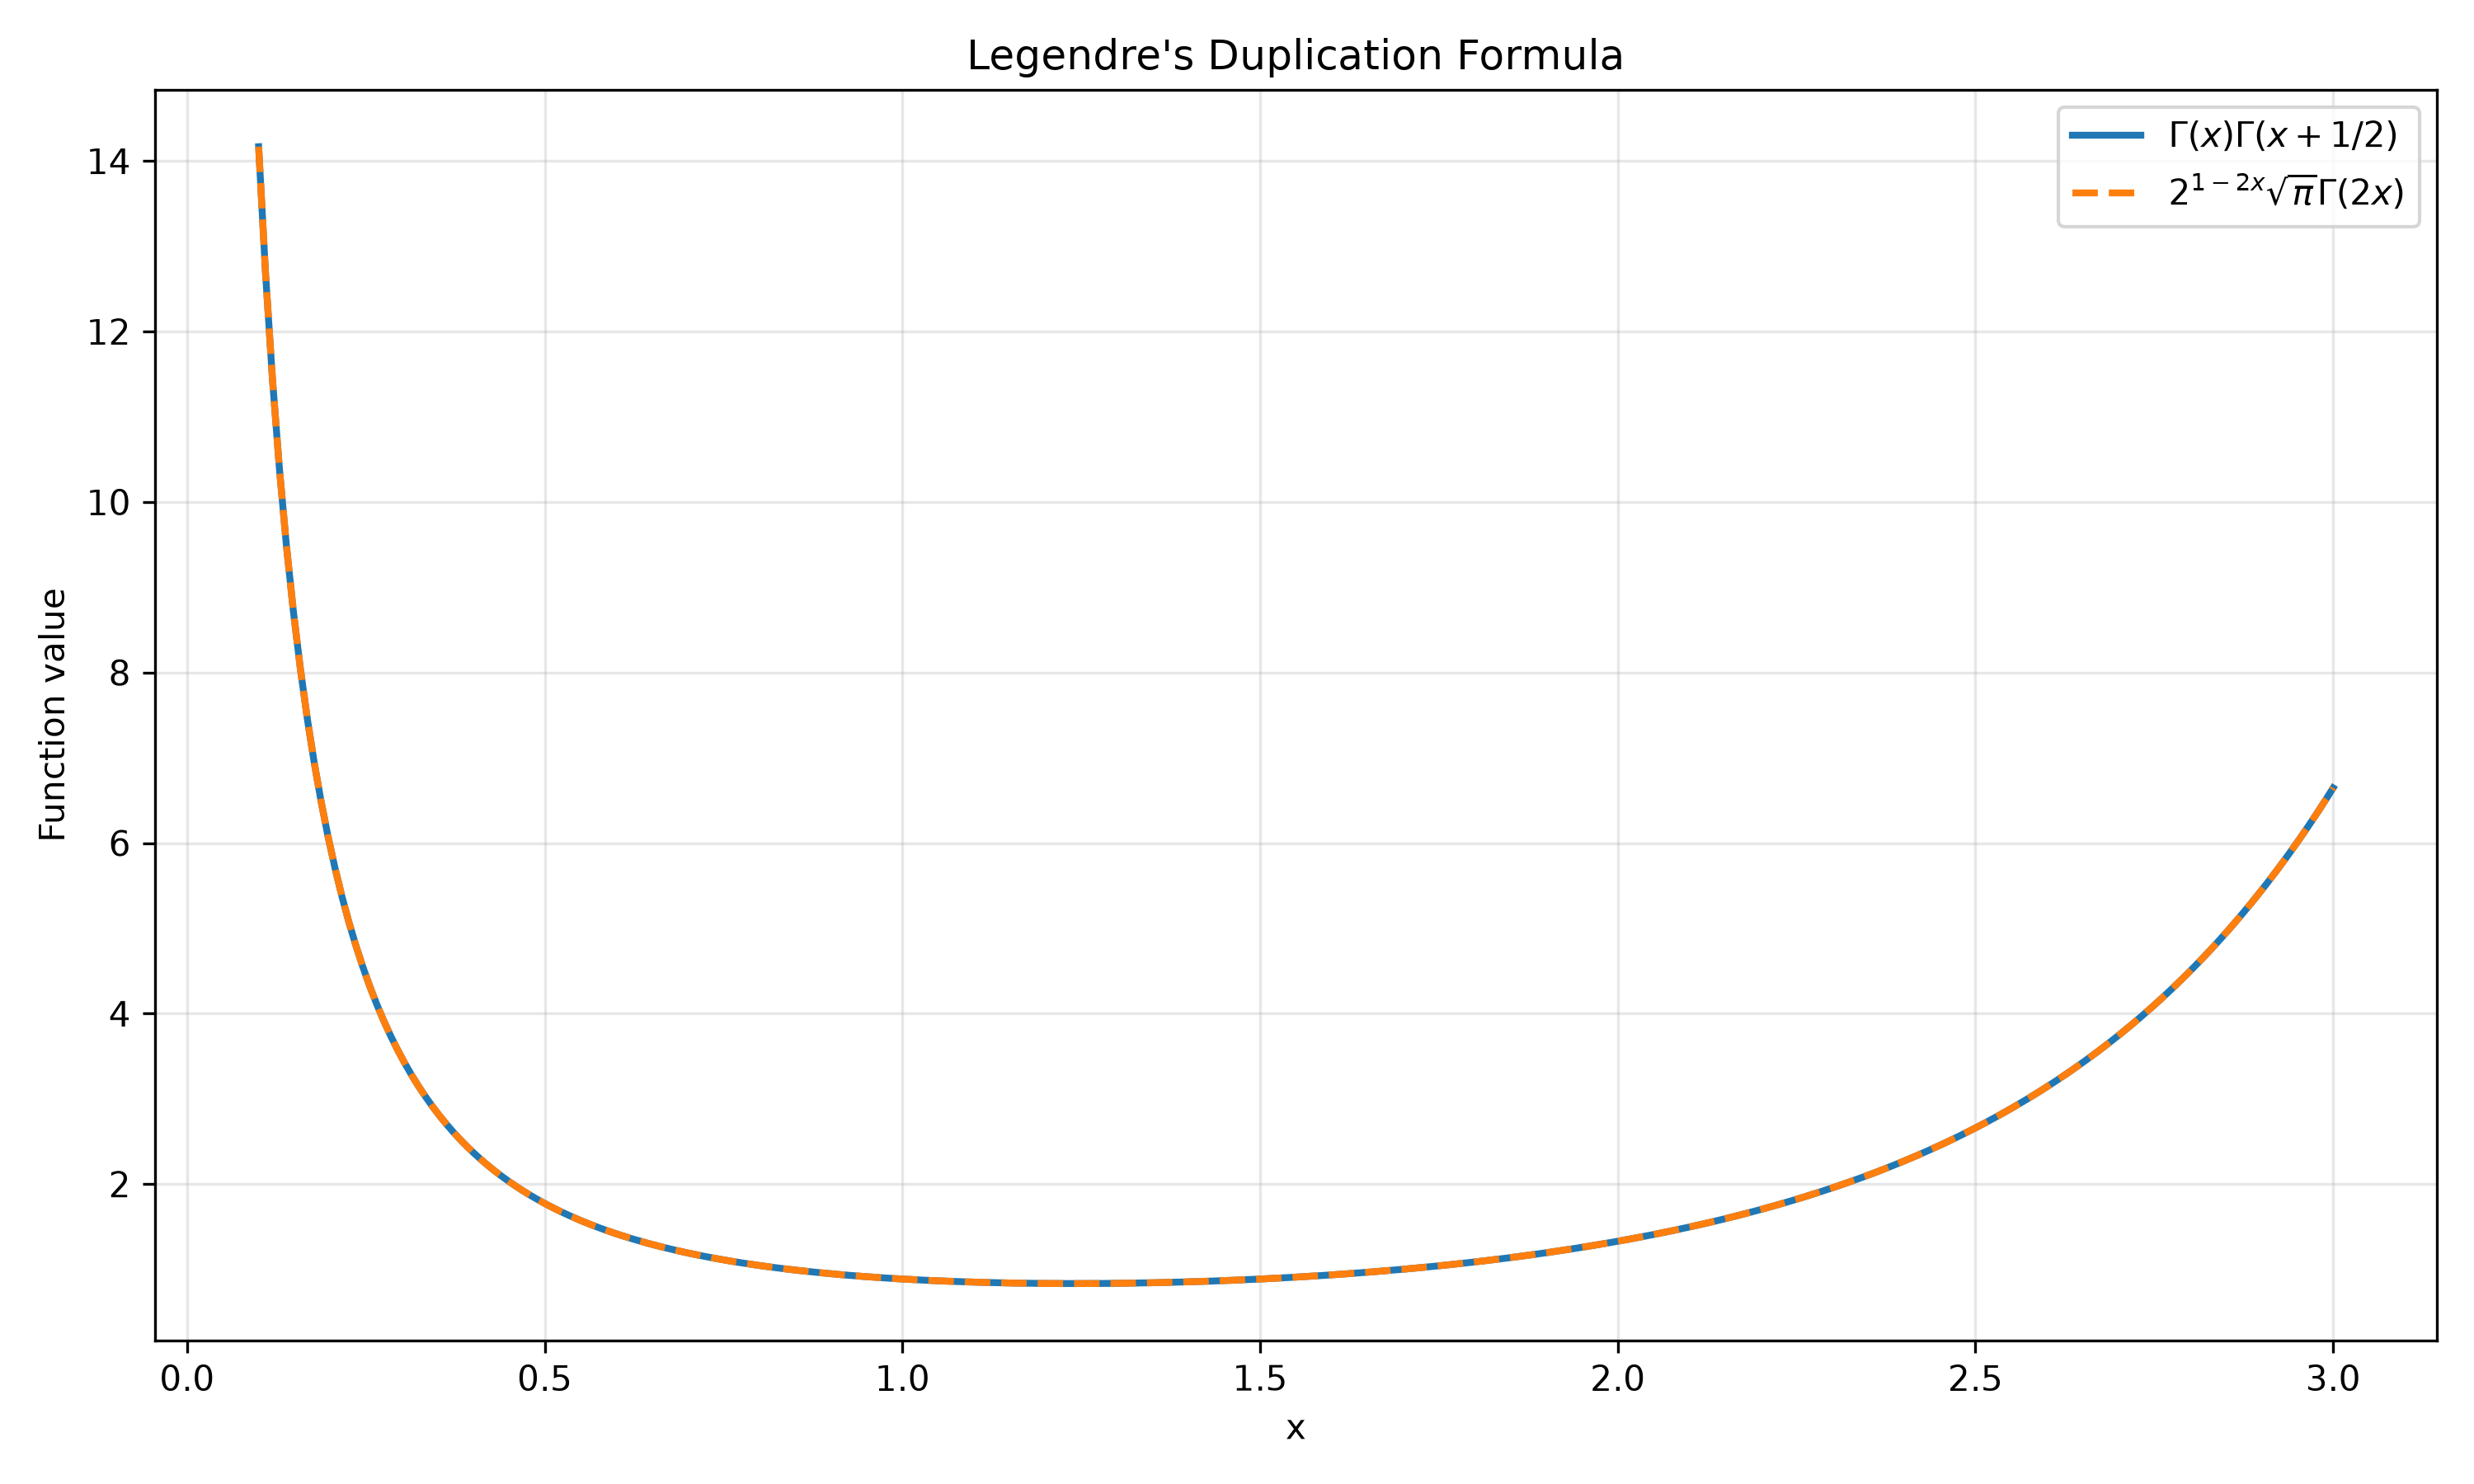 Legendre's Duplication Formula
Γ(x)Γ(x + 1/2)
2^{1 − 2x}√πΓ(2x)
Function value
14
12
10
8
6
4
2
0.0 0.5 1.0 1.5 2.0 2.5 3.0
x